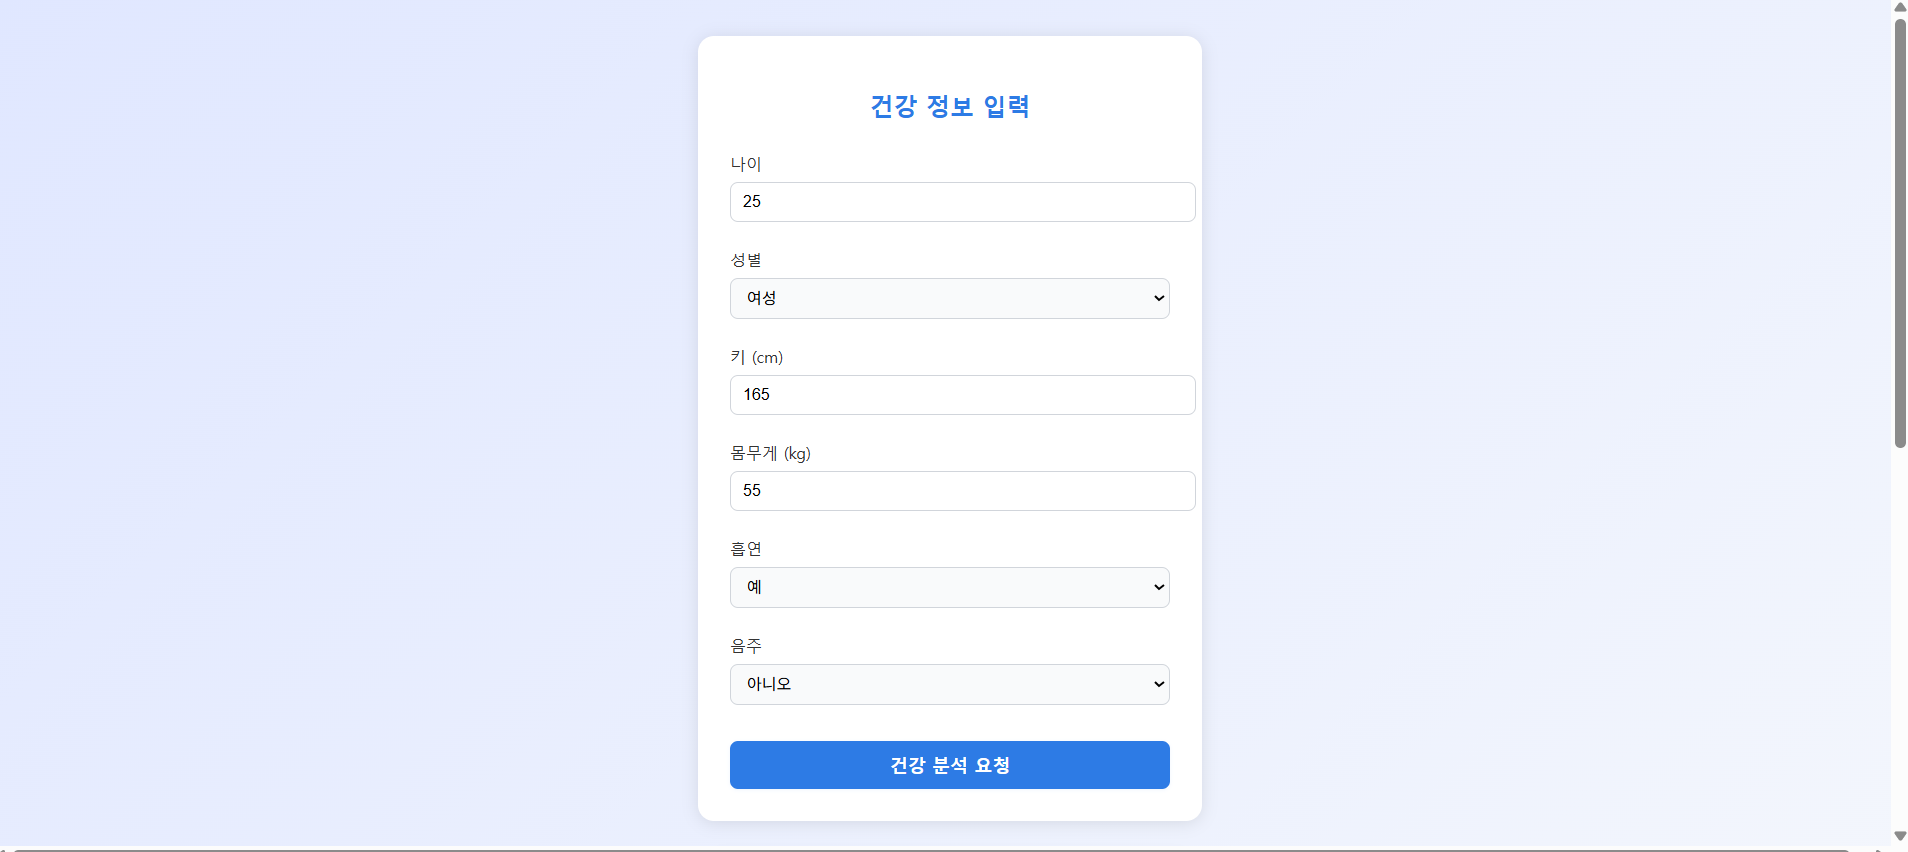 건강 정보 입력
나이
25
성별
여성
키 (cm)
165
몸무게 (kg)
55
흡연
예
음주
아니오
건강 분석 요청